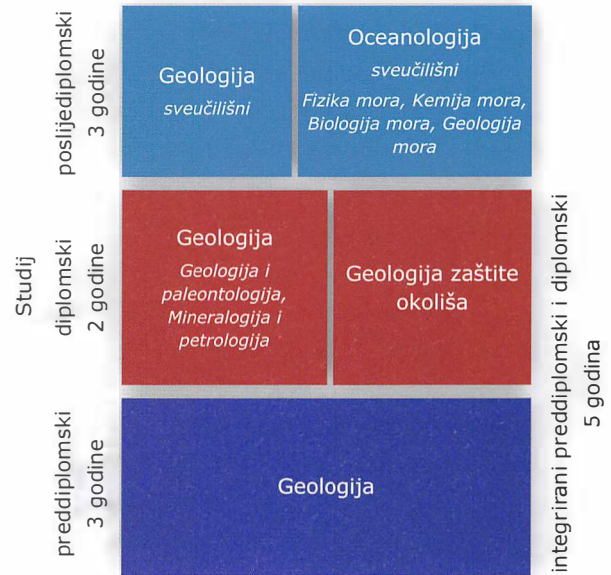 Studij
poslijediplomski
3 godine
Geologija
sveučilišni
Oceanologija
sveučilišni
Fizika mora, Kemija mora,
Biologija mora, Geologija
mora
diplomski
2 godine
Geologija
Geologija i
paleontologija,
Mineralogija i
petrologija
Geologija zaštite
okoliša
preddiplomski
3 godine
Geologija
integrirani preddiplomski i diplomski
5 godina